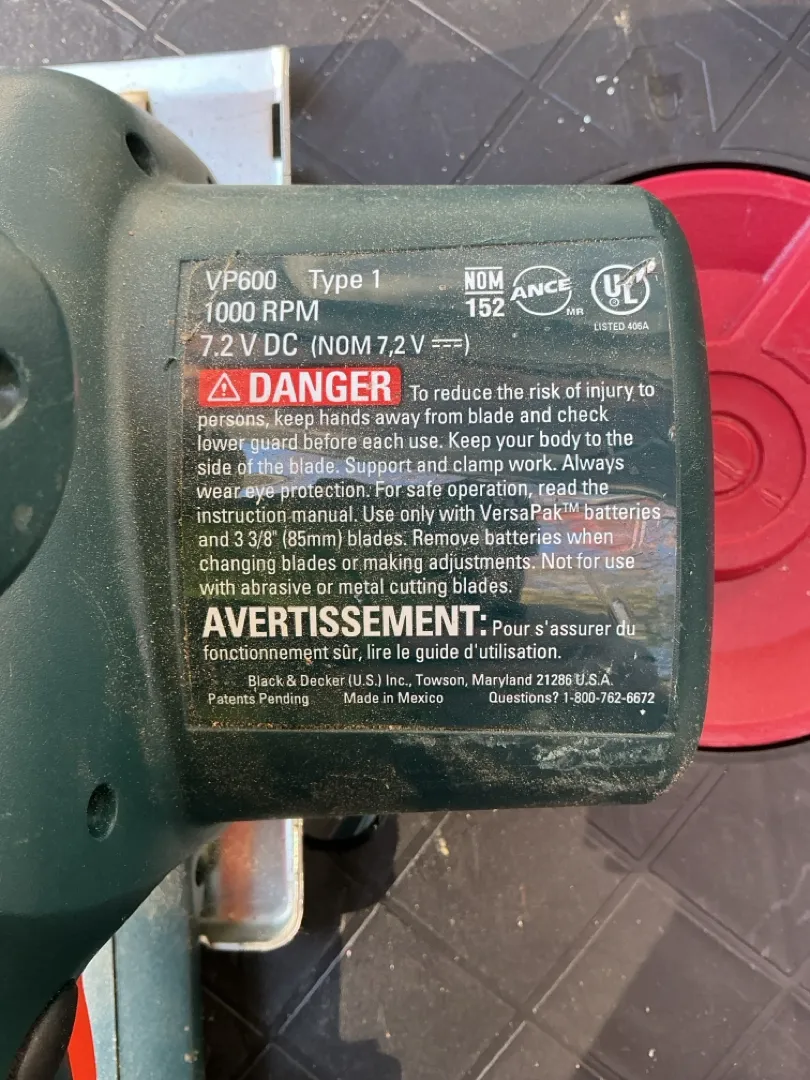 VP600 Type 1
NOM
152
ANCE
MR
UL
LISTED 406A
1000 RPM
7.2 V DC (NOM 7,2 V ⎓)
⚠ DANGER To reduce the risk of injury to
persons, keep hands away from blade and check
lower guard before each use. Keep your body to the
side of the blade. Support and clamp work. Always
wear eye protection. For safe operation, read the
instruction manual. Use only with VersaPak™ batteries
and 3 3/8" (85mm) blades. Remove batteries when
changing blades or making adjustments. Not for use
with abrasive or metal cutting blades.
AVERTISSEMENT: Pour s'assurer du
fonctionnement sûr, lire le guide d'utilisation.
Black & Decker (U.S.) Inc., Towson, Maryland 21286 U.S.A.
Patents Pending Made in Mexico Questions? 1-800-762-6672